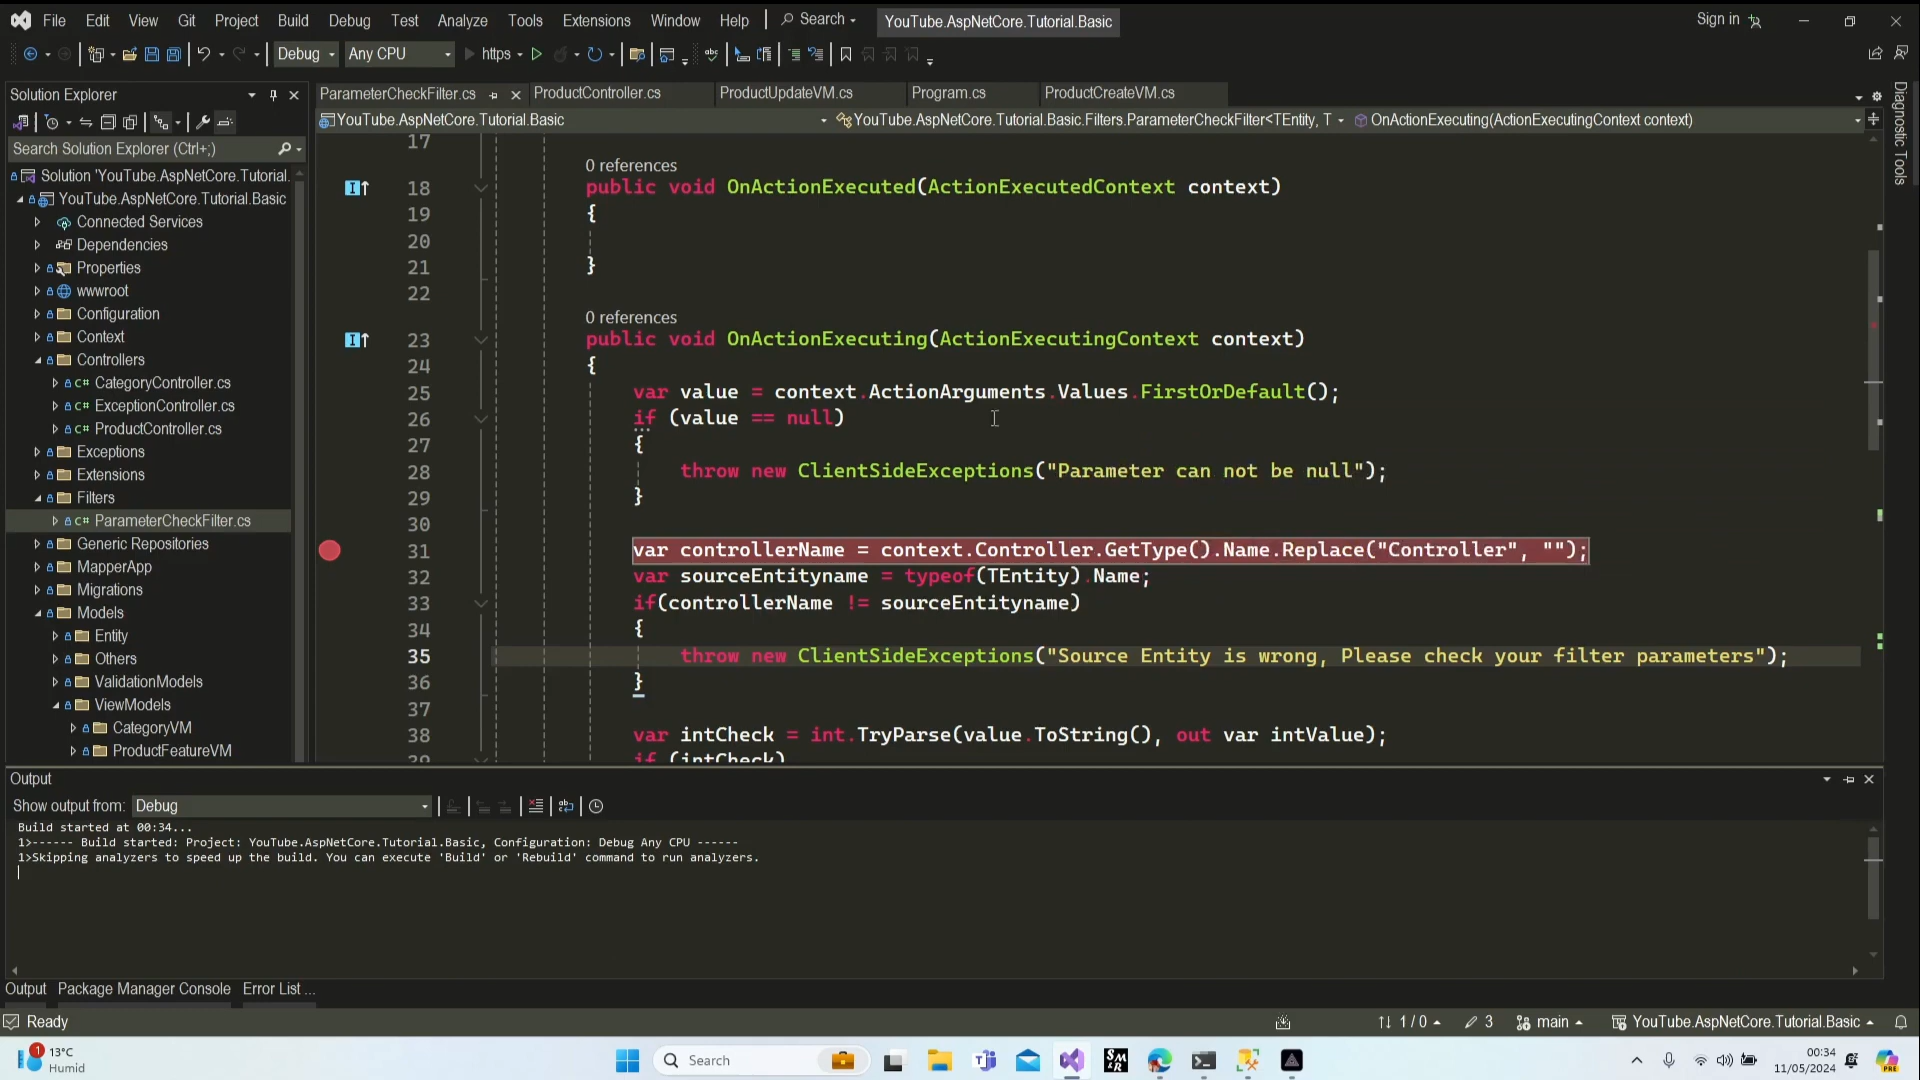 File Edit View Git Project Build Debug Test Analyze Tools Extensions Window Help Search YouTube.AspNetCore.Tutorial.Basic Sign in
Debug Any CPU https
Solution Explorer
Search Solution Explorer (Ctrl+;)
Solution 'YouTube.AspNetCore.Tutorial.
YouTube.AspNetCore.Tutorial.Basic
Connected Services
Dependencies
Properties
wwwroot
Configuration
Context
Controllers
C# CategoryController.cs
C# ExceptionController.cs
C# ProductController.cs
Exceptions
Extensions
Filters
C# ParameterCheckFilter.cs
Generic Repositories
MapperApp
Migrations
Models
Entity
Others
ValidationModels
ViewModels
CategoryVM
ProductFeatureVM
ParameterCheckFilter.cs ProductController.cs ProductUpdateVM.cs Program.cs ProductCreateVM.cs
YouTube.AspNetCore.Tutorial.Basic YouTube.AspNetCore.Tutorial.Basic.Filters.ParameterCheckFilter<TEntity, T OnActionExecuting(ActionExecutingContext context)
17
0 references
18 public void OnActionExecuted(ActionExecutedContext context)
19 {
20
21 }
22
0 references
23 public void OnActionExecuting(ActionExecutingContext context)
24 {
25 var value = context.ActionArguments.Values.FirstOrDefault();
26 if (value == null)
27 {
28 throw new ClientSideExceptions("Parameter can not be null");
29 }
30
31 var controllerName = context.Controller.GetType().Name.Replace("Controller", "");
32 var sourceEntityname = typeof(TEntity).Name;
33 if(controllerName != sourceEntityname)
34 {
35 throw new ClientSideExceptions("Source Entity is wrong, Please check your filter parameters");
36 }
37
38 var intCheck = int.TryParse(value.ToString(), out var intValue);
39 if (intCheck)
Diagnostic Tools
Output
Show output from: Debug
Build started at 00:34...
1>------ Build started: Project: YouTube.AspNetCore.Tutorial.Basic, Configuration: Debug Any CPU ------
1>Skipping analyzers to speed up the build. You can execute 'Build' or 'Rebuild' command to run analyzers.
Output Package Manager Console Error List ...
Ready 1 / 0 3 main YouTube.AspNetCore.Tutorial.Basic
1 13°C
Humid
Search
00:34
11/05/2024
PRE